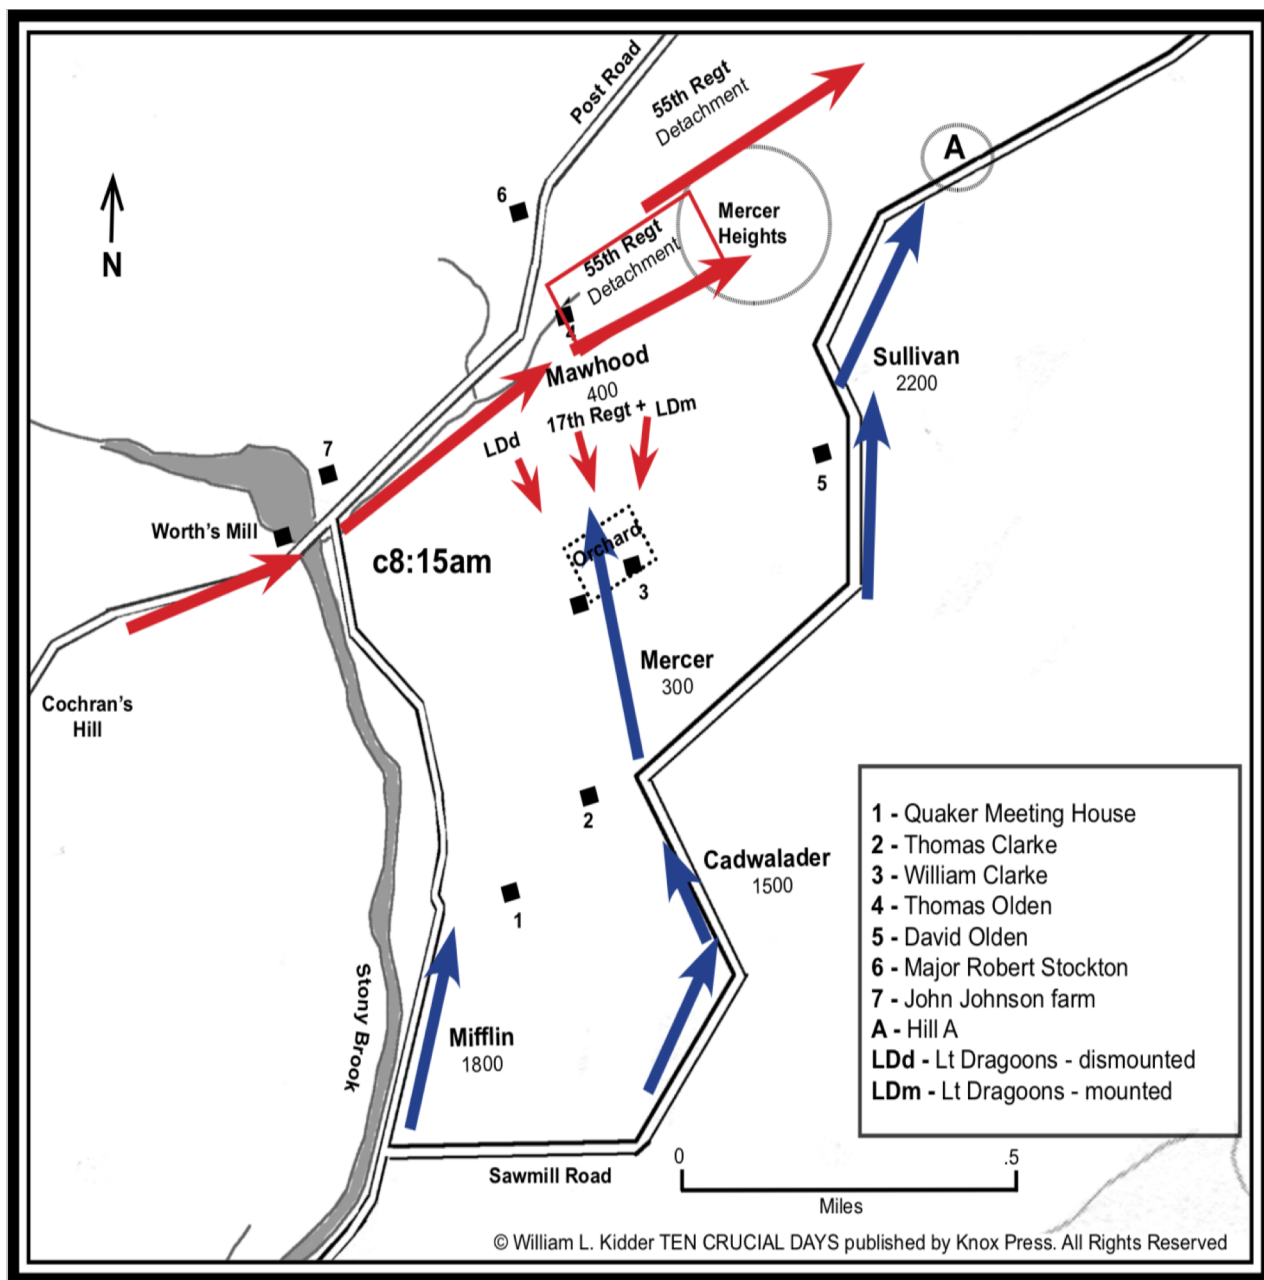 Post Road
55th Regt
Detachment
A
6
N
Mercer
Heights
55th Regt
Detachment
4
Mawhood
400
17th Regt + LDm
LDd
Sullivan
2200
7
5
Worth's Mill
c8:15am
Orchard
3
Mercer
300
Cochran's
Hill
2
Cadwalader
1500
1
Stony Brook
Mifflin
1800
Sawmill Road
1 - Quaker Meeting House
2 - Thomas Clarke
3 - William Clarke
4 - Thomas Olden
5 - David Olden
6 - Major Robert Stockton
7 - John Johnson farm
A - Hill A
LDd - Lt Dragoons - dismounted
LDm - Lt Dragoons - mounted
0 .5
Miles
© William L. Kidder TEN CRUCIAL DAYS published by Knox Press. All Rights Reserved